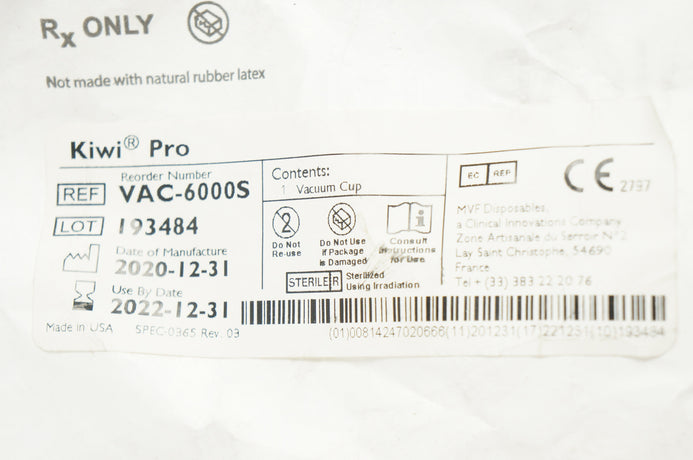 Rx ONLY
Not made with natural rubber latex
Kiwi® Pro
Reorder Number
REF VAC-6000S
LOT 193484
Date of Manufacture
2020-12-31
Use By Date
2022-12-31
Made in USA SPEC-0365 Rev. 03
Contents:
1 Vacuum Cup
2
Do Not
Re-use
Do Not Use
if Package
is Damaged
i
Consult
Instructions
for Use
STERILE R Sterilized
Using Irradiation
EC REP
CE 2797
MVF Disposables,
a Clinical Innovations Company
Zone Artisanale du Serroir N°2
Lay Saint Christophe, 54690
France
Tel + (33) 383 22 20 76
(01)00814247020666(11)201231(17)221231(10)193484